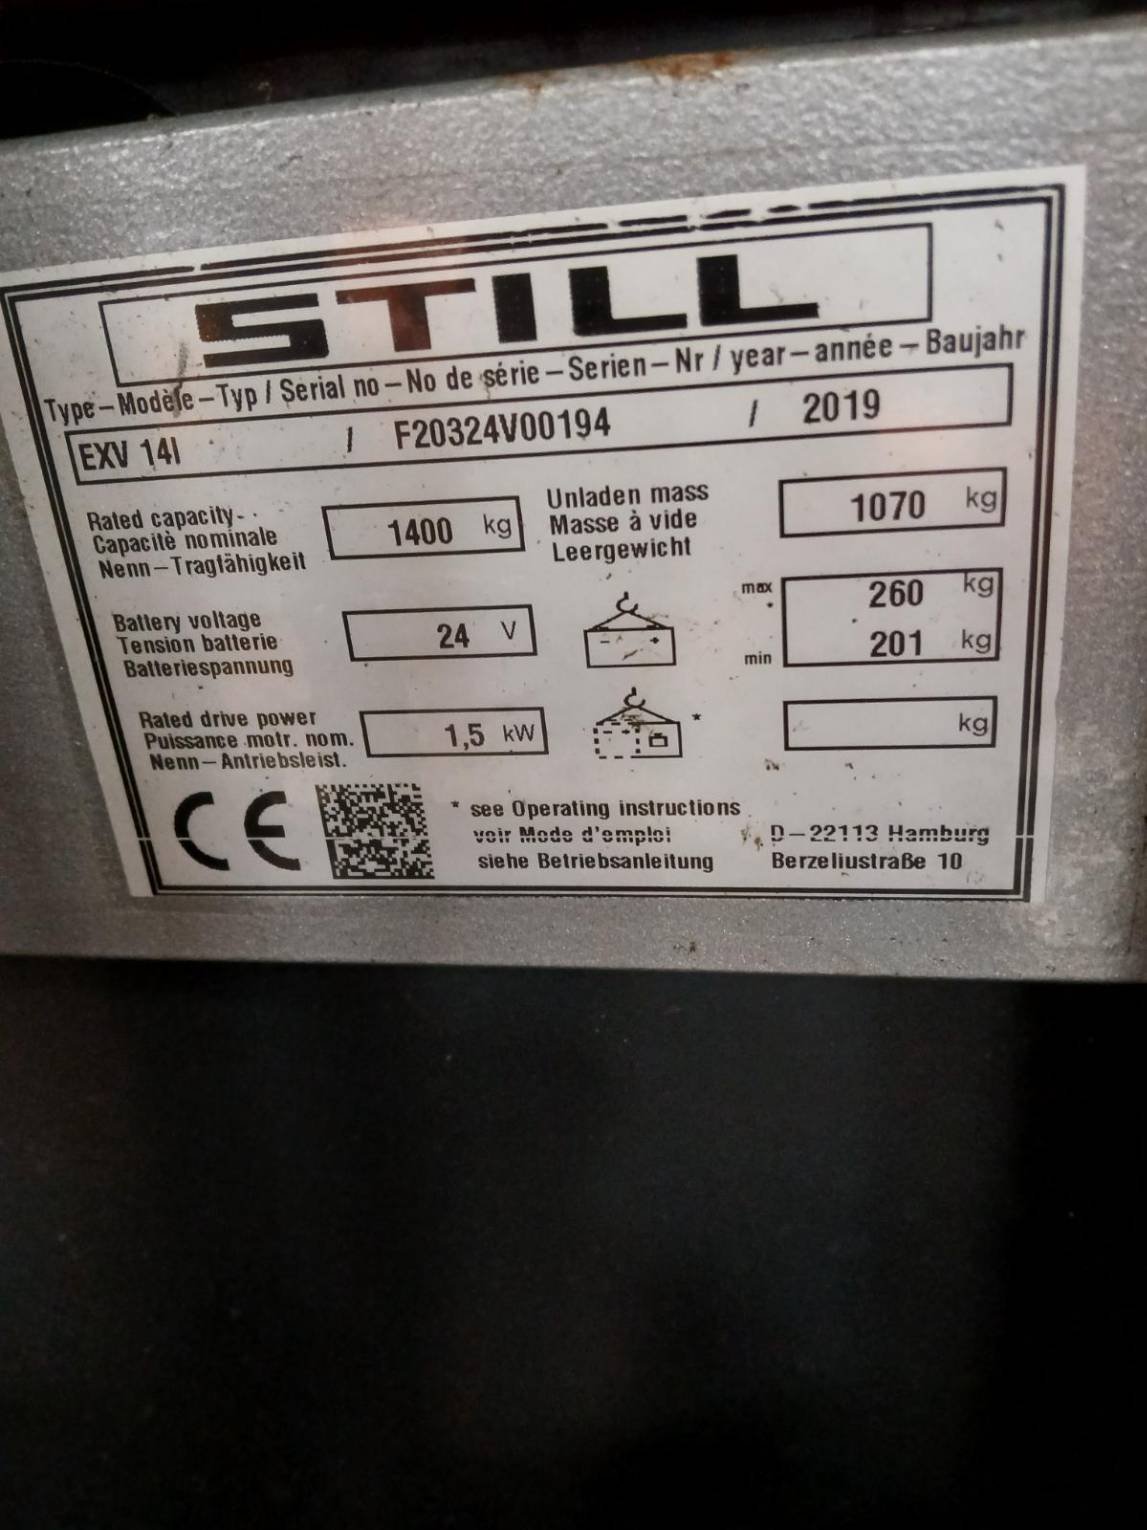 STILL
Type–Modèle–Typ / Serial no–No de série–Serien–Nr / year–année–Baujahr
EXV 14I / F20324V00194 / 2019
Rated capacity-
Capacitè nominale
Nenn–Tragfähigkeit
1400 kg
Unladen mass
Masse à vide
Leergewicht
1070 kg
Battery voltage
Tension batterie
Batteriespannung
24 V
- +
max 260 kg
min 201 kg
Rated drive power
Puissance motr. nom.
Nenn–Antriebsleist.
1,5 kW
*
kg
CE
* see Operating instructions
voir Mode d'emploi
siehe Betriebsanleitung
D–22113 Hamburg
Berzeliustraße 10